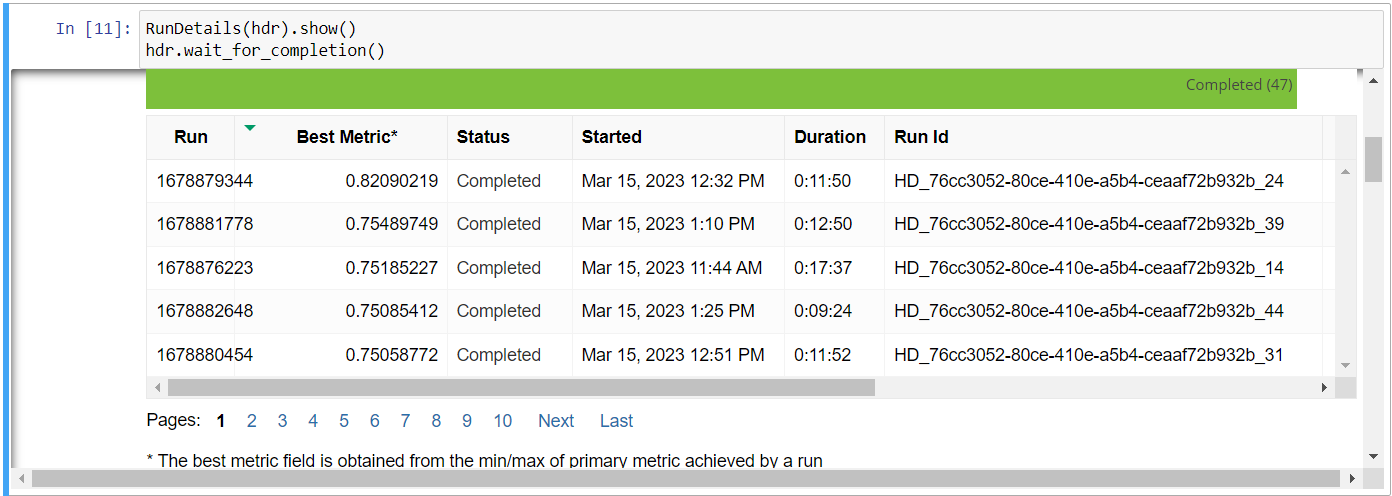 In [11]: RunDetails(hdr).show()
hdr.wait_for_completion()
Completed (47)
Run Best Metric* Status Started Duration Run Id
1678879344 0.82090219 Completed Mar 15, 2023 12:32 PM 0:11:50 HD_76cc3052-80ce-410e-a5b4-ceaaf72b932b_24
1678881778 0.75489749 Completed Mar 15, 2023 1:10 PM 0:12:50 HD_76cc3052-80ce-410e-a5b4-ceaaf72b932b_39
1678876223 0.75185227 Completed Mar 15, 2023 11:44 AM 0:17:37 HD_76cc3052-80ce-410e-a5b4-ceaaf72b932b_14
1678882648 0.75085412 Completed Mar 15, 2023 1:25 PM 0:09:24 HD_76cc3052-80ce-410e-a5b4-ceaaf72b932b_44
1678880454 0.75058772 Completed Mar 15, 2023 12:51 PM 0:11:52 HD_76cc3052-80ce-410e-a5b4-ceaaf72b932b_31
Pages: 1 2 3 4 5 6 7 8 9 10 Next Last
* The best metric field is obtained from the min/max of primary metric achieved by a run